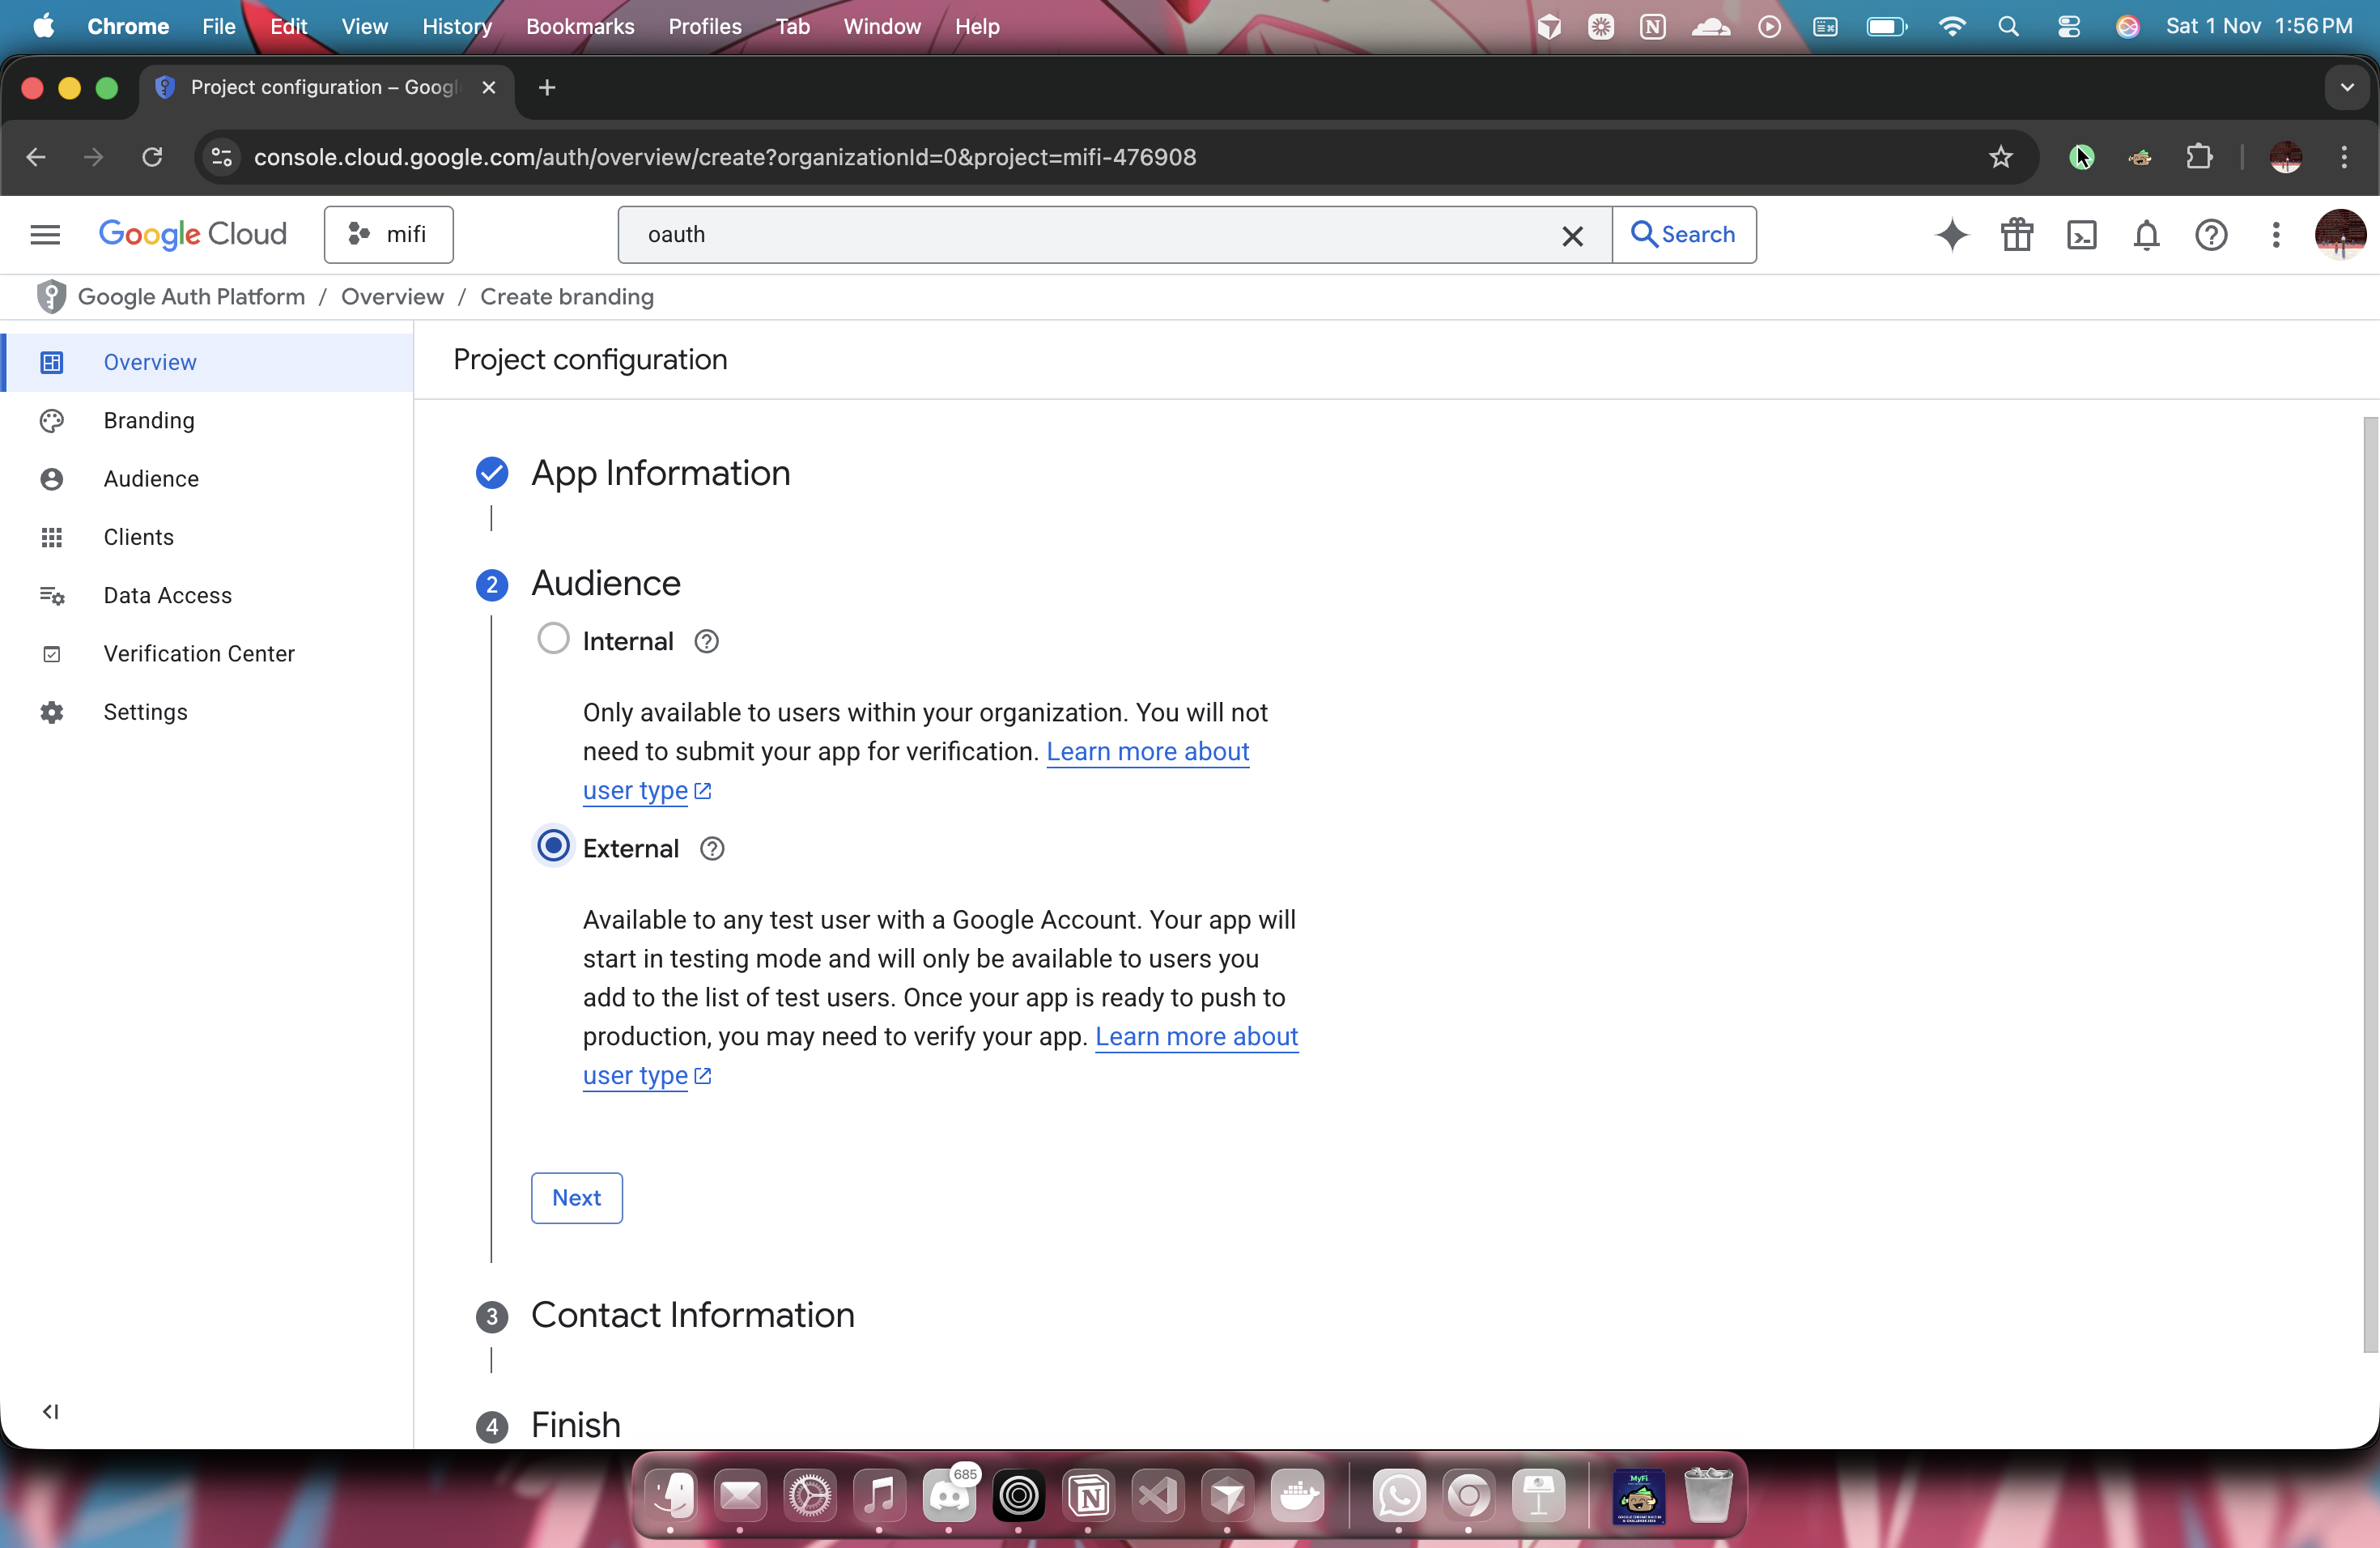 Chrome File Edit View History Bookmarks Profiles Tab Window Help Sat 1 Nov 1:56 PM
Project configuration – Googl
console.cloud.google.com/auth/overview/create?organizationId=0&project=mifi-476908
Google Cloud mifi oauth Search
Google Auth Platform / Overview / Create branding
Overview
Branding
Audience
Clients
Data Access
Verification Center
Settings
Project configuration
App Information
2 Audience
Internal
Only available to users within your organization. You will not
need to submit your app for verification. Learn more about
user type
External
Available to any test user with a Google Account. Your app will
start in testing mode and will only be available to users you
add to the list of test users. Once your app is ready to push to
production, you may need to verify your app. Learn more about
user type
Next
3 Contact Information
4 Finish
685
MyFi